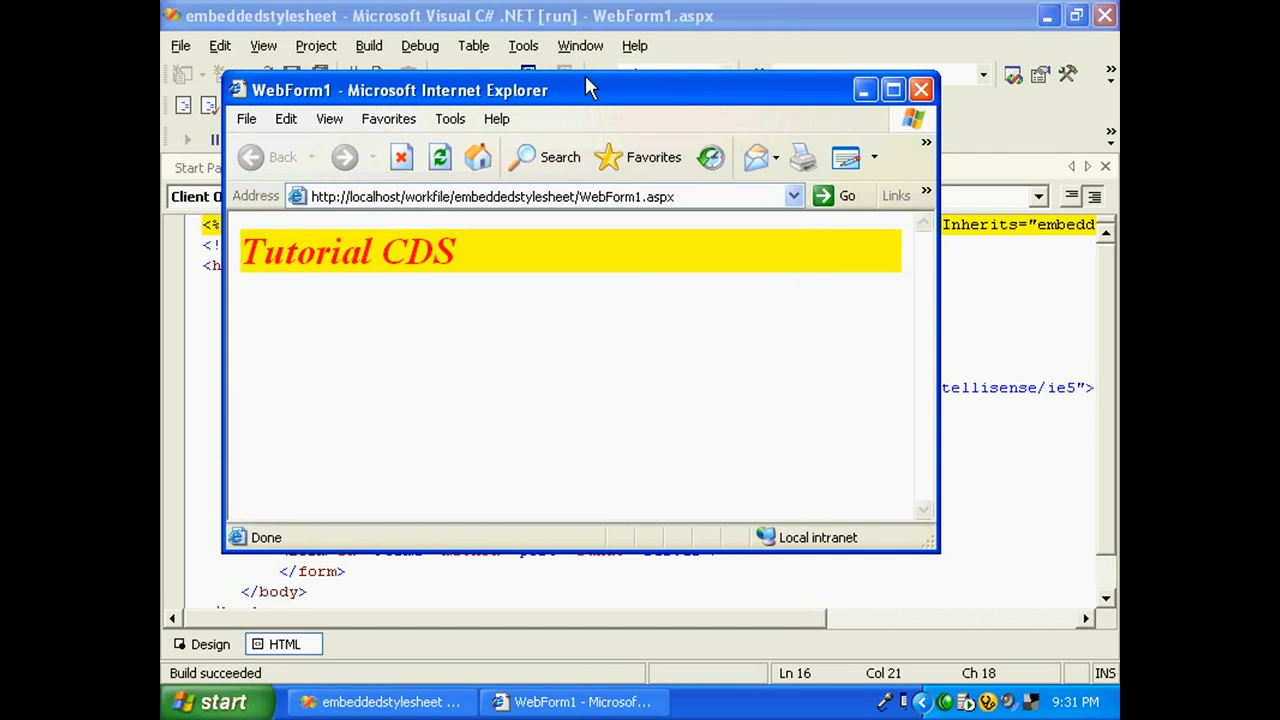 embeddedstylesheet - Microsoft Visual C# .NET [run] - WebForm1.aspx
File Edit View Project Build Debug Table Tools Window Help
WebForm1 - Microsoft Internet Explorer
File Edit View Favorites Tools Help
Back Search Favorites
Start Pa
Address http://localhost/workfile/embeddedstylesheet/WebForm1.aspx Go Links
Client O
<% Inherits="embedd
<!
<h
Tutorial CDS
tellisense/ie5">
Done Local intranet
</form>
</body>
Design HTML
Build succeeded Ln 16 Col 21 Ch 18 INS
start embeddedstylesheet ... WebForm1 - Microsof... 9:31 PM